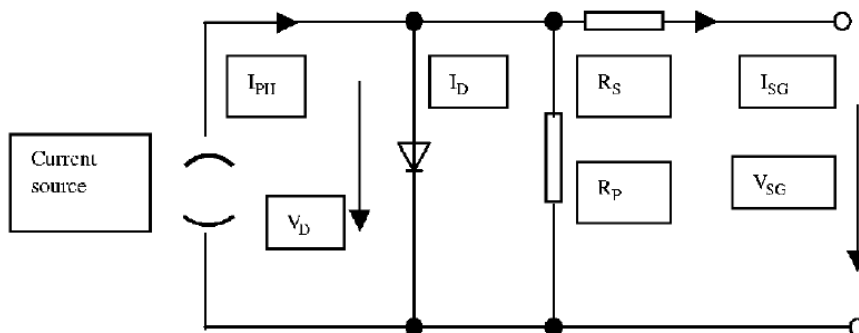 I_PH
I_D
R_S
I_SG
Current
source
V_D
R_P
V_SG